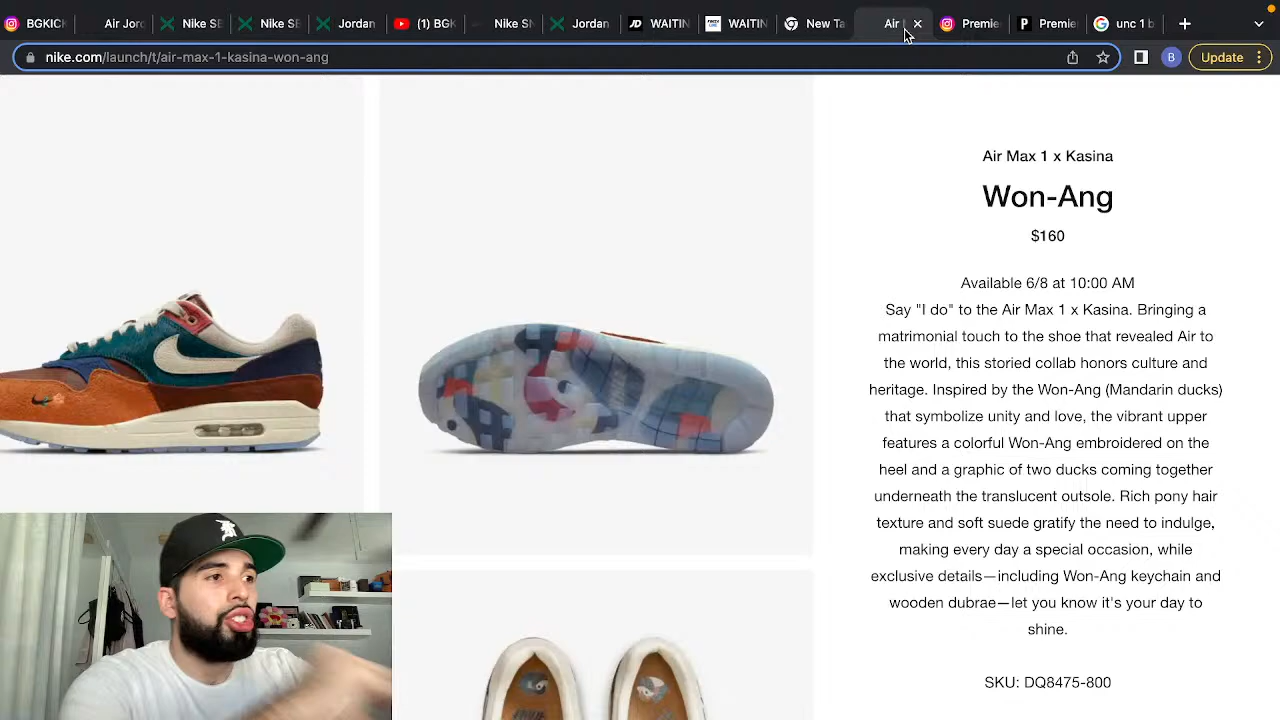 BGKICK
Air Jor
Nike SE
Nike SE
Jordan
(1) BGK
Nike SN
Jordan
WAITIN
WAITIN
New Ta
Air
Premie
Premie
unc 1 b
nike.com/launch/t/air-max-1-kasina-won-ang
B
Update
Air Max 1 x Kasina
Won-Ang
$160
Available 6/8 at 10:00 AM
Say "I do" to the Air Max 1 x Kasina. Bringing a
matrimonial touch to the shoe that revealed Air to
the world, this storied collab honors culture and
heritage. Inspired by the Won-Ang (Mandarin ducks)
that symbolize unity and love, the vibrant upper
features a colorful Won-Ang embroidered on the
heel and a graphic of two ducks coming together
underneath the translucent outsole. Rich pony hair
texture and soft suede gratify the need to indulge,
making every day a special occasion, while
exclusive details—including Won-Ang keychain and
wooden dubrae—let you know it's your day to
shine.
SKU: DQ8475-800